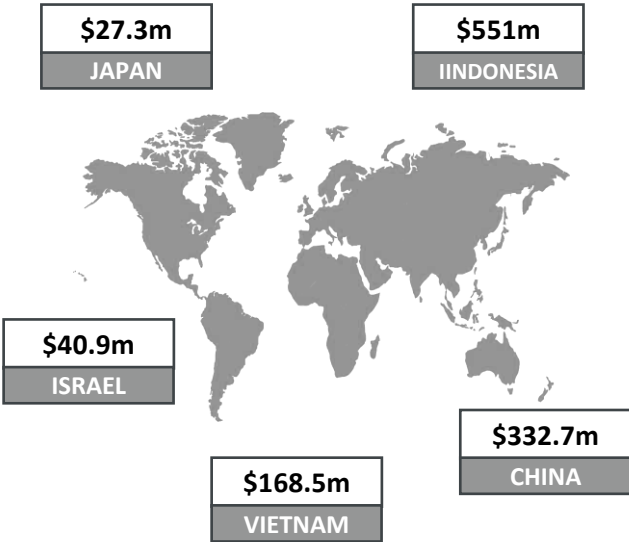 $27.3m
JAPAN
$551m
IINDONESIA
$40.9m
ISRAEL
$332.7m
CHINA
$168.5m
VIETNAM